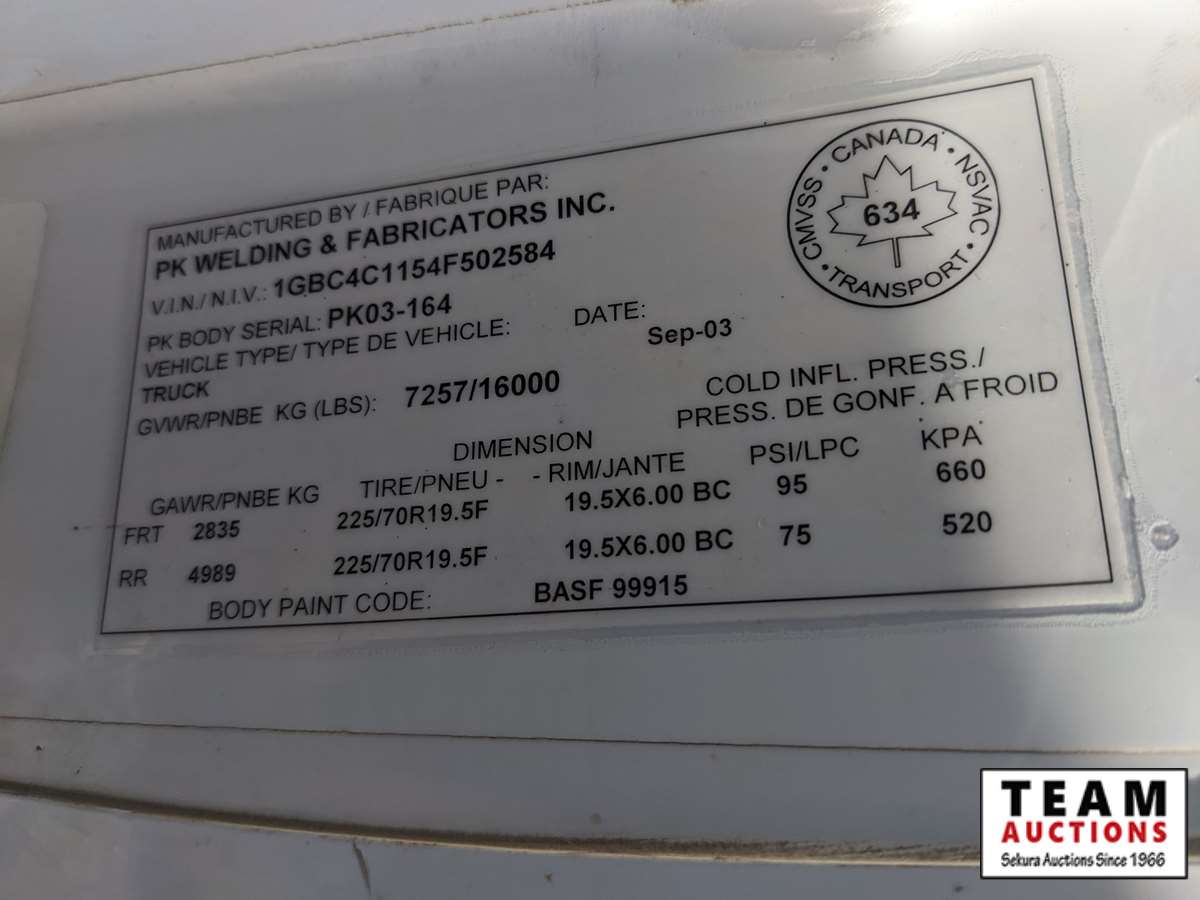 MANUFACTURED BY / FABRIQUE PAR:
PK WELDING & FABRICATORS INC.
V.I.N./ N.I.V.: 1GBC4C1154F502584
PK BODY SERIAL: PK03-164
VEHICLE TYPE/ TYPE DE VEHICULE: DATE:
TRUCK Sep-03
GVWR/PNBE KG (LBS): 7257/16000
COLD INFL. PRESS./
PRESS. DE GONF. A FROID
DIMENSION
GAWR/PNBE KG TIRE/PNEU - - RIM/JANTE PSI/LPC KPA
FRT 2835 225/70R19.5F 19.5X6.00 BC 95 660
RR 4989 225/70R19.5F 19.5X6.00 BC 75 520
BODY PAINT CODE: BASF 99915
CMVSS • CANADA • NSVAC • TRANSPORT •
634
TEAM
AUCTIONS
Sekura Auctions Since 1966